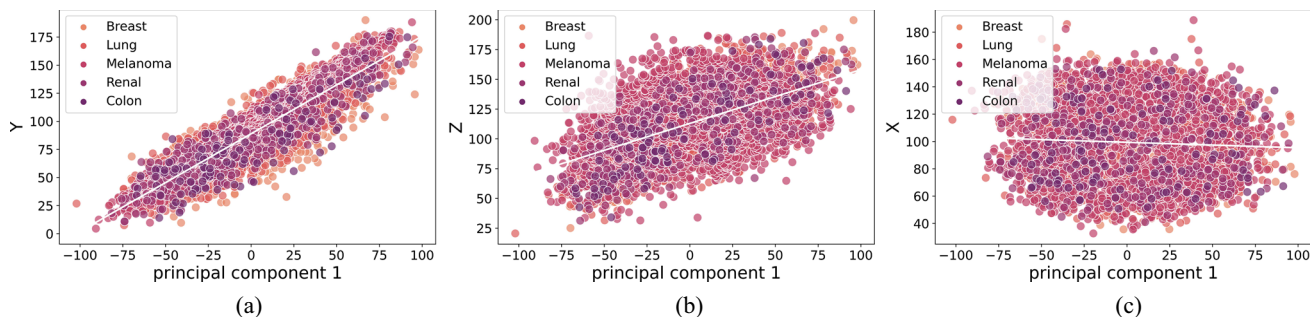 Breast
Lung
Melanoma
Renal
Colon
Y
175
150
125
100
75
50
25
0
−100 −75 −50 −25 0 25 50 75 100
principal component 1
(a)
Breast
Lung
Melanoma
Renal
Colon
Z
200
175
150
125
100
75
50
25
−100 −75 −50 −25 0 25 50 75 100
principal component 1
(b)
Breast
Lung
Melanoma
Renal
Colon
X
180
160
140
120
100
80
60
40
−100 −75 −50 −25 0 25 50 75 100
principal component 1
(c)